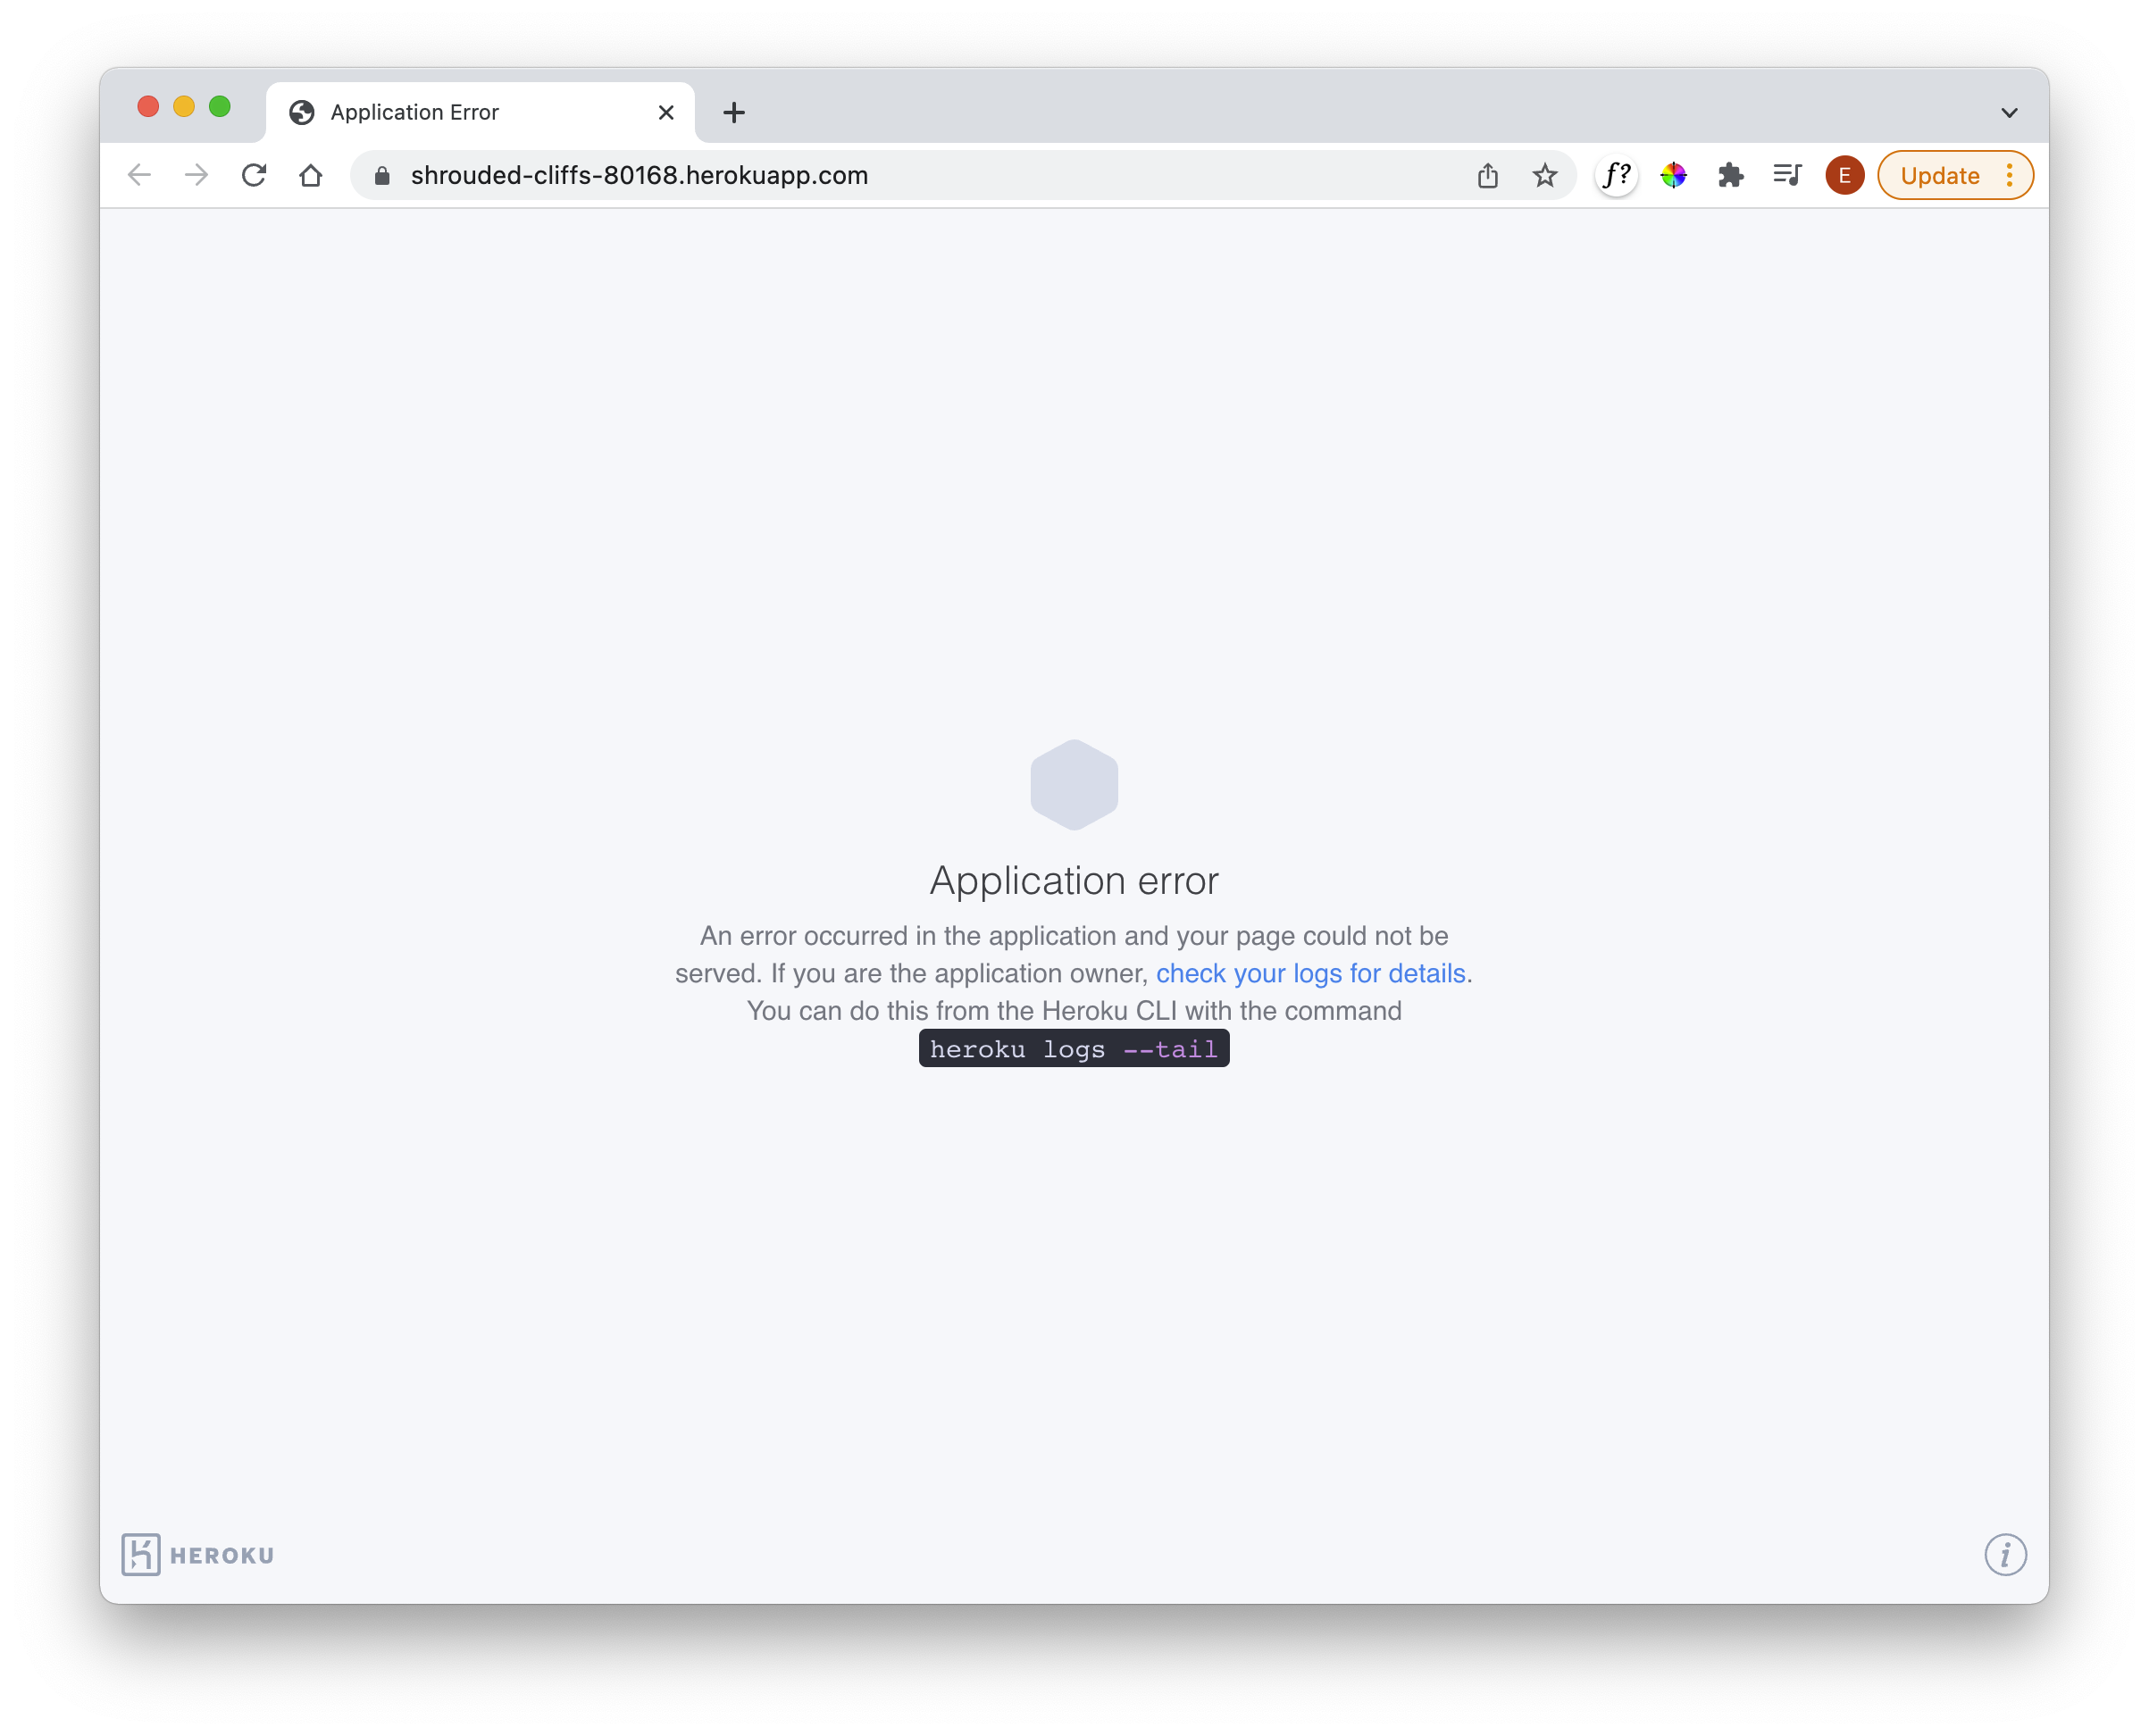 Application Error
shrouded-cliffs-80168.herokuapp.com
f?
E
Update
Application error
An error occurred in the application and your page could not be
served. If you are the application owner, check your logs for details.
You can do this from the Heroku CLI with the command
heroku logs --tail
HEROKU
i